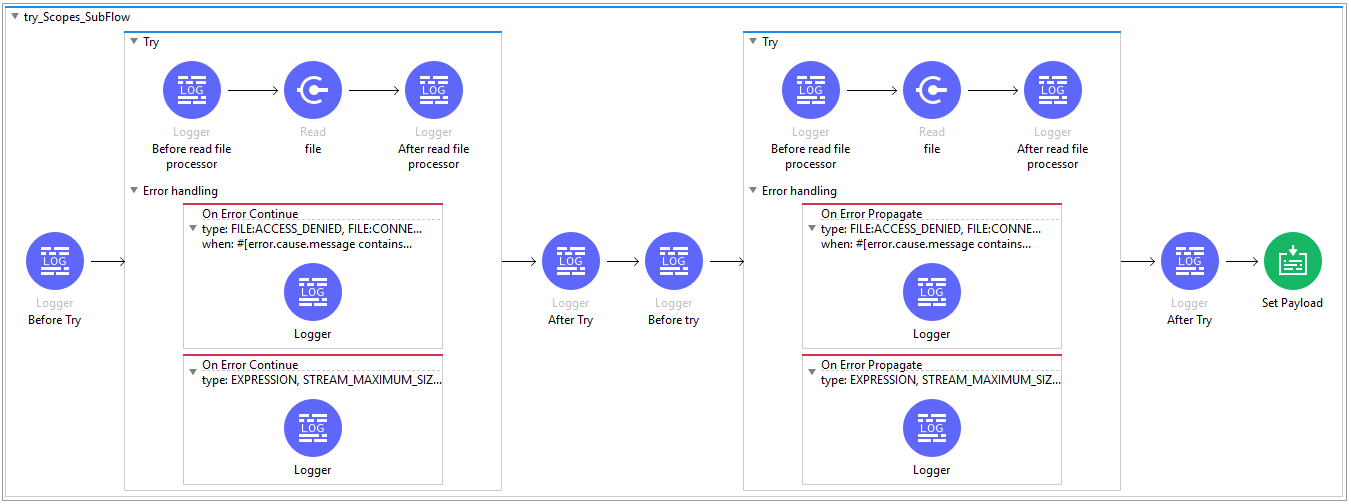 try_Scopes_SubFlow
Try
LOG
LOG
Logger
Before read file
processor
Read
file
Logger
After read file
processor
Error handling
On Error Continue
type: FILE:ACCESS_DENIED, FILE:CONNE...
when: #[error.cause.message contains...
LOG
Logger
On Error Continue
type: EXPRESSION, STREAM_MAXIMUM_SIZ...
LOG
Logger
LOG
Logger
Before Try
LOG
Logger
After Try
LOG
Logger
Before try
Try
LOG
LOG
Logger
Before read file
processor
Read
file
Logger
After read file
processor
Error handling
On Error Propagate
type: FILE:ACCESS_DENIED, FILE:CONNE...
when: #[error.cause.message contains...
LOG
Logger
On Error Propagate
type: EXPRESSION, STREAM_MAXIMUM_SIZ...
LOG
Logger
LOG
Logger
After Try
Set Payload